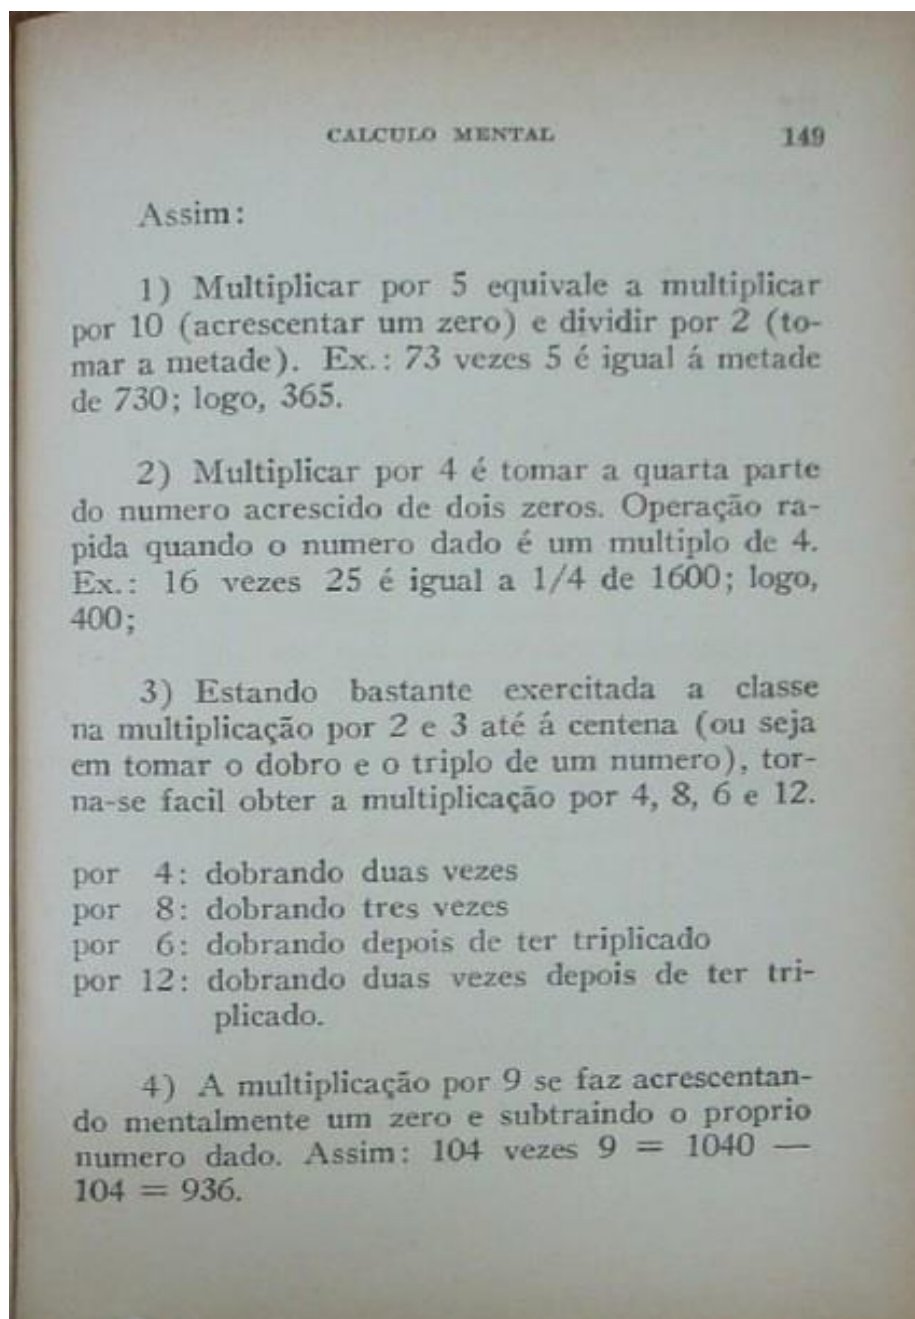 CALCULO MENTAL 149
Assim:
1) Multiplicar por 5 equivale a multiplicar
por 10 (acrescentar um zero) e dividir por 2 (to-
mar a metade). Ex.: 73 vezes 5 é igual á metade
de 730; logo, 365.
2) Multiplicar por 4 é tomar a quarta parte
do numero acrescido de dois zeros. Operação ra-
pida quando o numero dado é um multiplo de 4.
Ex.: 16 vezes 25 é igual a 1/4 de 1600; logo,
400;
3) Estando bastante exercitada a classe
na multiplicação por 2 e 3 até á centena (ou seja
em tomar o dobro e o triplo de um numero), tor-
na-se facil obter a multiplicação por 4, 8, 6 e 12.
por 4: dobrando duas vezes
por 8: dobrando tres vezes
por 6: dobrando depois de ter triplicado
por 12: dobrando duas vezes depois de ter tri-
plicado.
4) A multiplicação por 9 se faz acrescentan-
do mentalmente um zero e subtraindo o proprio
numero dado. Assim: 104 vezes 9 = 1040 —
104 = 936.